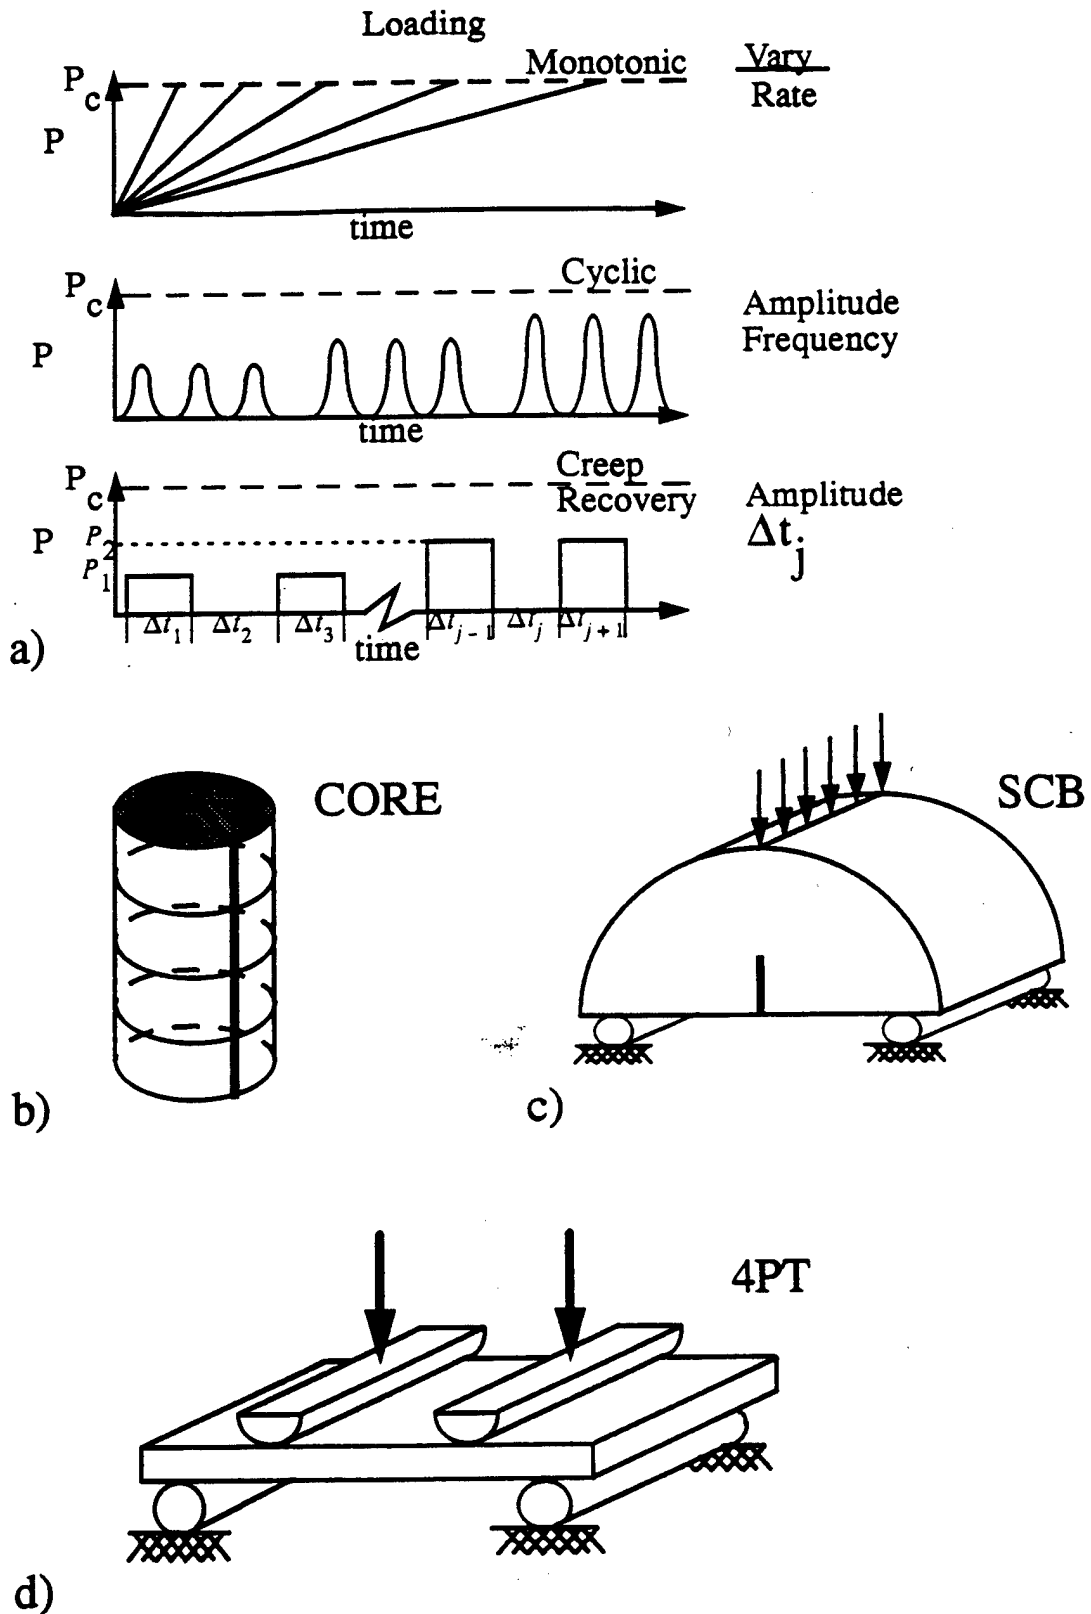 Loading
Monotonic
Vary
Rate
Pc
P
time
Cyclic
Pc
Amplitude
Frequency
P
time
Creep
Recovery
Pc
Amplitude
Δtj
P
P2
P1
Δt1 Δt2 Δt3 Δtj - 1 Δtj Δtj + 1
time
a)
CORE
SCB
b)
c)
4PT
d)